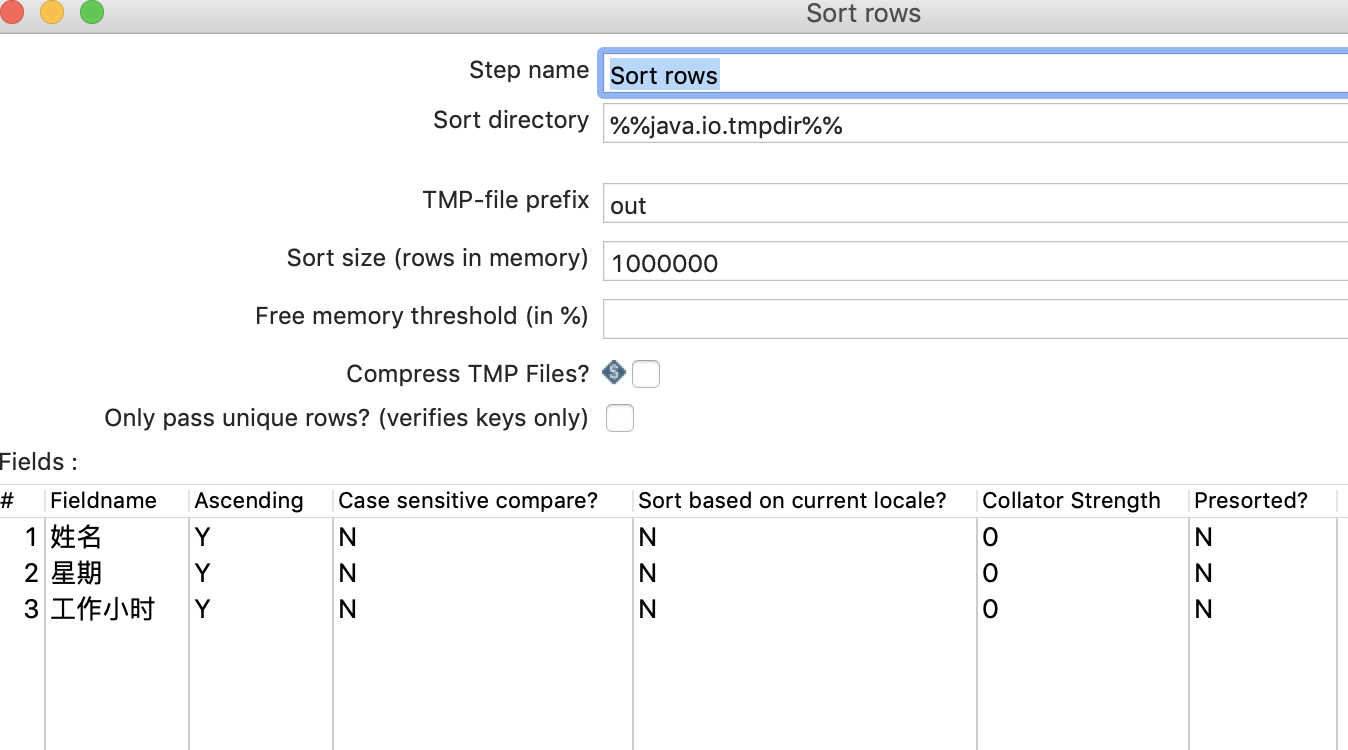 Sort rows
Step name Sort rows
Sort directory %%java.io.tmpdir%%
TMP-file prefix out
Sort size (rows in memory) 1000000
Free memory threshold (in %)
Compress TMP Files?
Only pass unique rows? (verifies keys only)
Fields :
# Fieldname Ascending Case sensitive compare? Sort based on current locale? Collator Strength Presorted?
1 姓名 Y N N 0 N
2 星期 Y N N 0 N
3 工作小时 Y N N 0 N